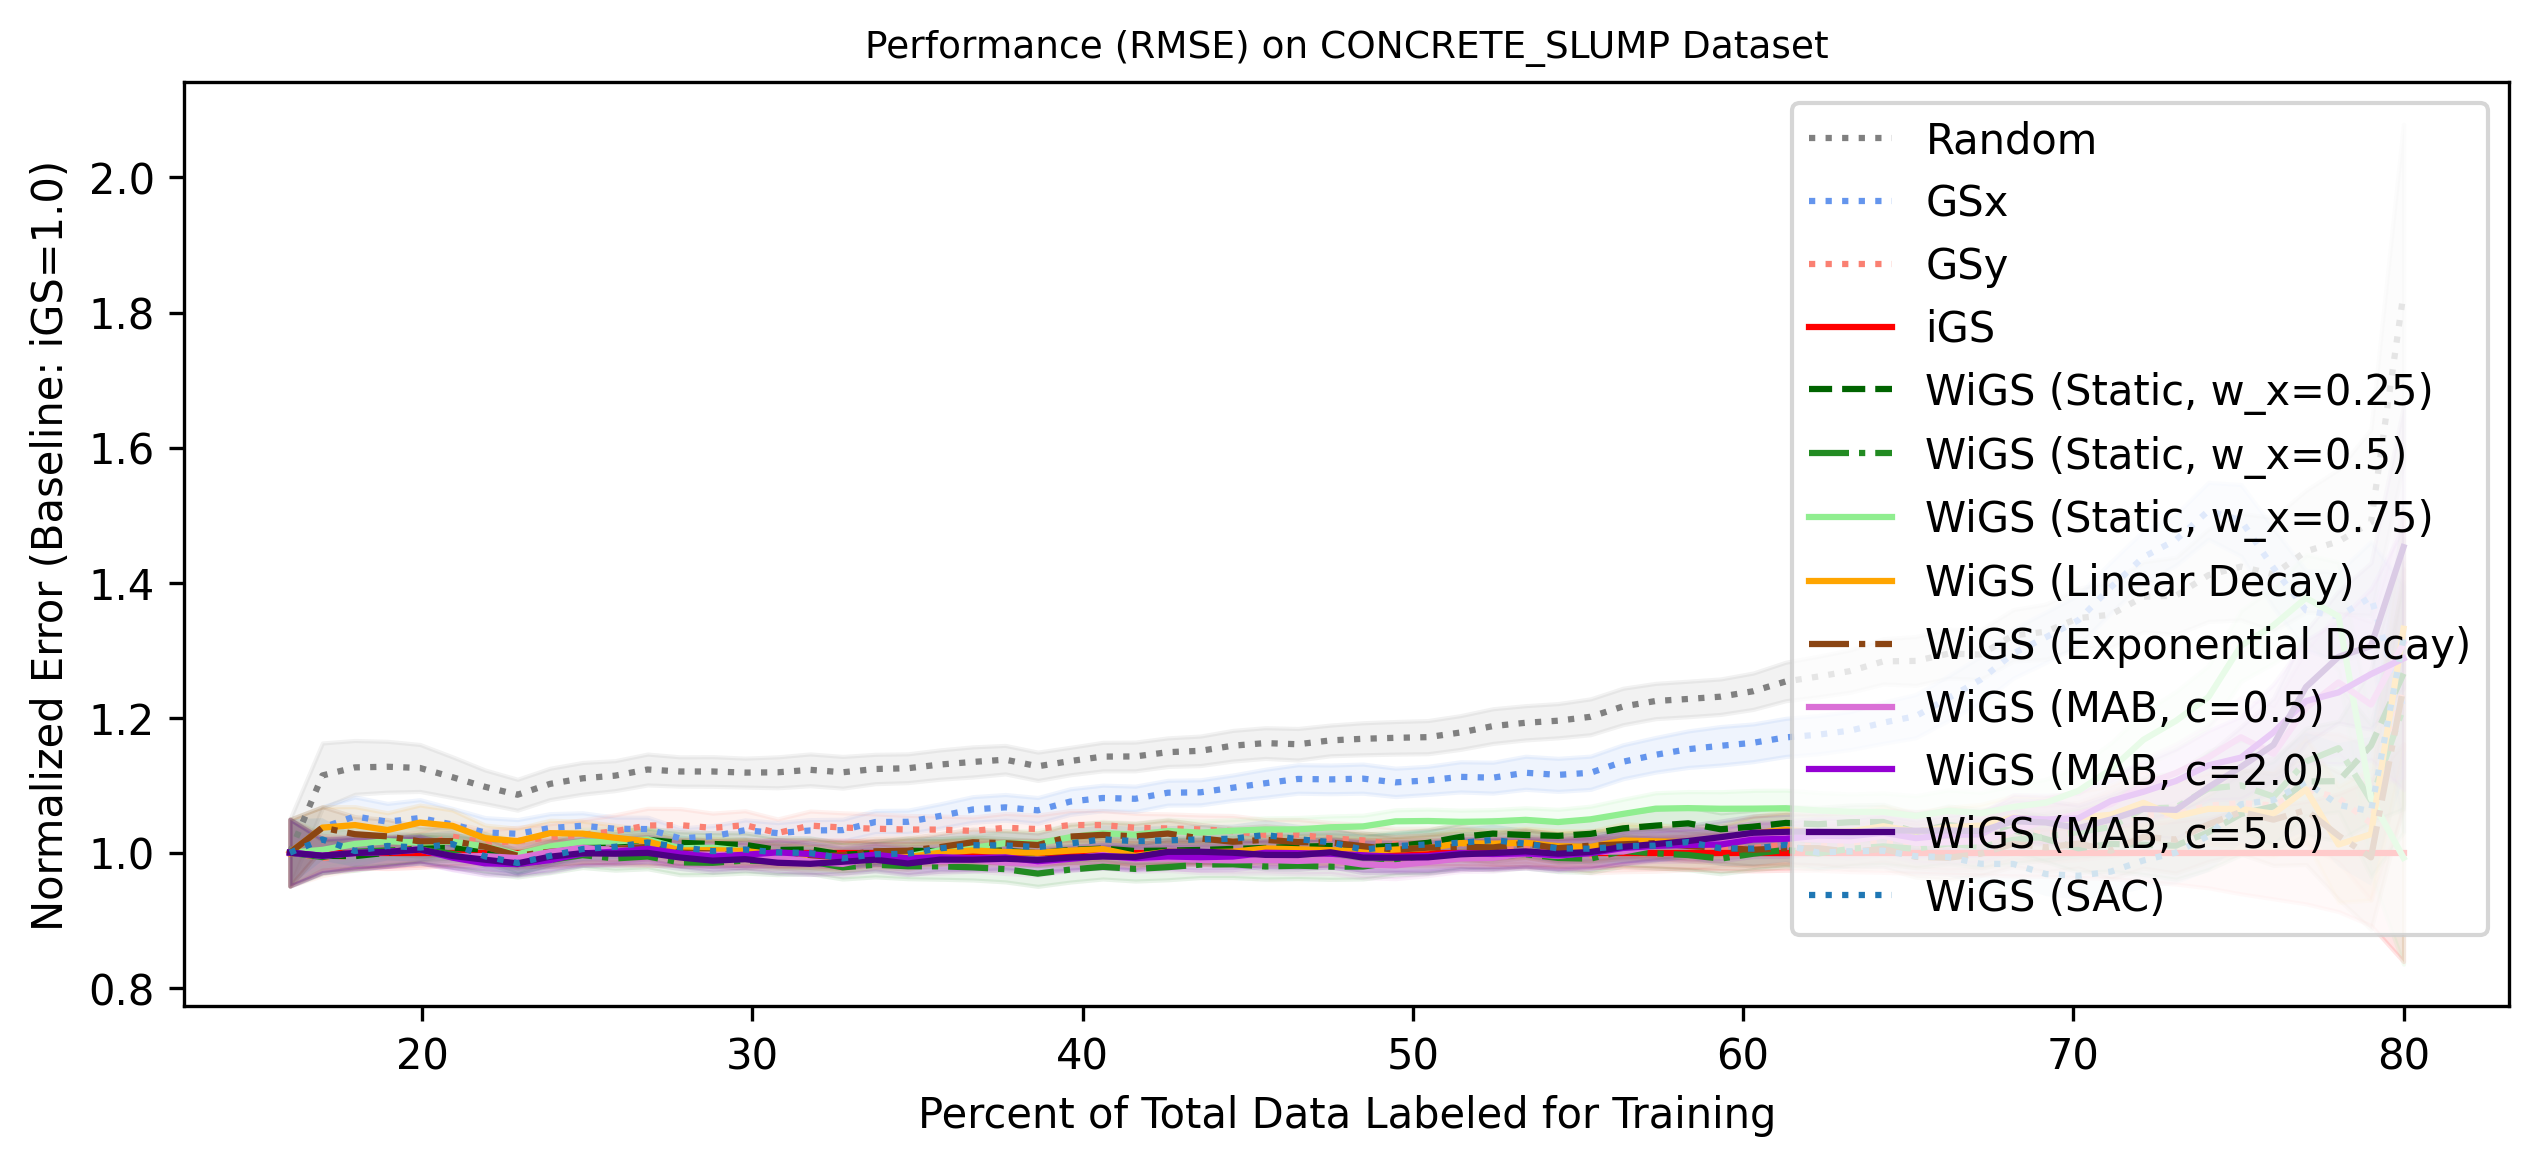 Performance (RMSE) on CONCRETE_SLUMP Dataset
Normalized Error (Baseline: iGS=1.0)
2.0
1.8
1.6
1.4
1.2
1.0
0.8
Random
GSx
GSy
iGS
WiGS (Static, w_x=0.25)
WiGS (Static, w_x=0.5)
WiGS (Static, w_x=0.75)
WiGS (Linear Decay)
WiGS (Exponential Decay)
WiGS (MAB, c=0.5)
WiGS (MAB, c=2.0)
WiGS (MAB, c=5.0)
WiGS (SAC)
20 30 40 50 60 70 80
Percent of Total Data Labeled for Training